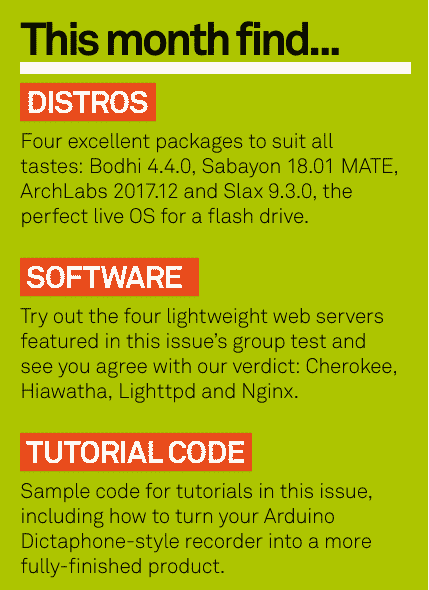 This month find...
DISTROS
Four excellent packages to suit all
tastes: Bodhi 4.4.0, Sabayon 18.01 MATE,
ArchLabs 2017.12 and Slax 9.3.0, the
perfect live OS for a flash drive.
SOFTWARE
Try out the four lightweight web servers
featured in this issue's group test and
see you agree with our verdict: Cherokee,
Hiawatha, Lighttpd and Nginx.
TUTORIAL CODE
Sample code for tutorials in this issue,
including how to turn your Arduino
Dictaphone-style recorder into a more
fully-finished product.